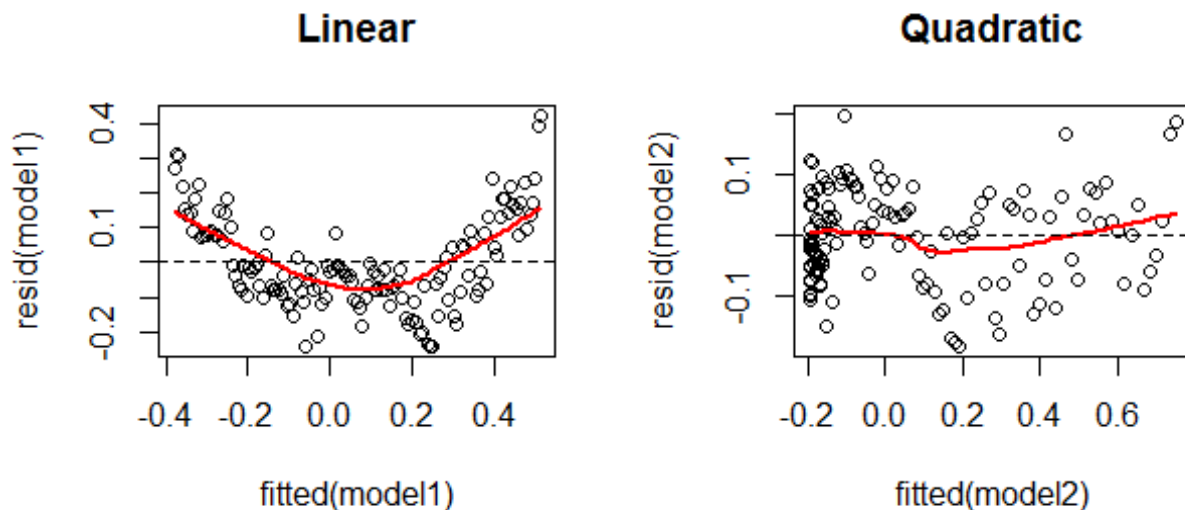 Linear
resid(model1)
0.4
0.1
-0.2
-0.4 -0.2 0.0 0.2 0.4
fitted(model1)
Quadratic
resid(model2)
0.1
-0.1
-0.2 0.0 0.2 0.4 0.6
fitted(model2)